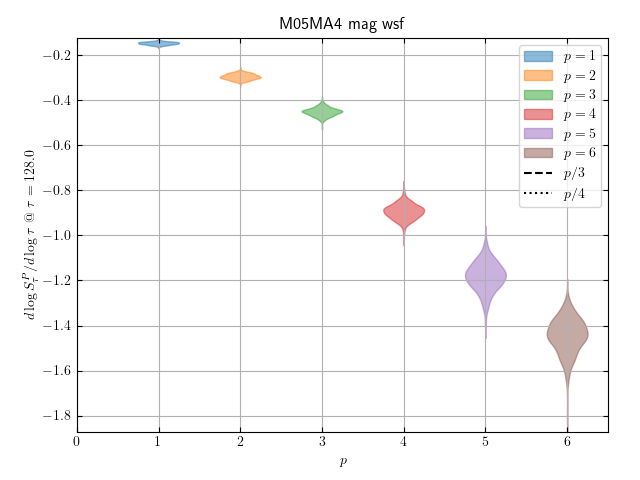 M05MA4 mag wsf
−0.2
−0.4
−0.6
−0.8
−1.0
−1.2
−1.4
−1.6
−1.8
d log S_τ^P / d log τ @ τ = 128.0
p = 1
p = 2
p = 3
p = 4
p = 5
p = 6
p/3
p/4
0 1 2 3 4 5 6
p